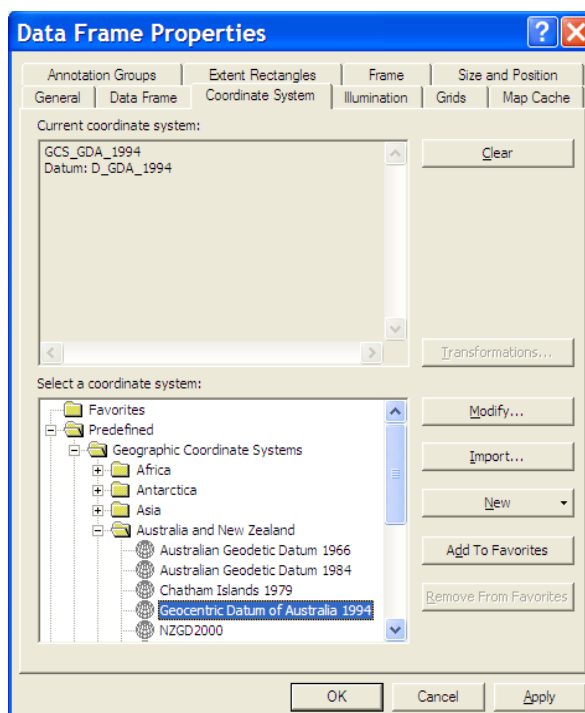 Data Frame Properties
Annotation Groups Extent Rectangles Frame Size and Position
General Data Frame Coordinate System Illumination Grids Map Cache
Current coordinate system:
GCS_GDA_1994
Datum: D_GDA_1994
Clear
Transformations...
Select a coordinate system:
Favorites
Predefined
Geographic Coordinate Systems
Africa
Antarctica
Asia
Australia and New Zealand
Australian Geodetic Datum 1966
Australian Geodetic Datum 1984
Chatham Islands 1979
Geocentric Datum of Australia 1994
NZGD2000
Modify...
Import...
New
Add To Favorites
Remove From Favorites
OK Cancel Apply